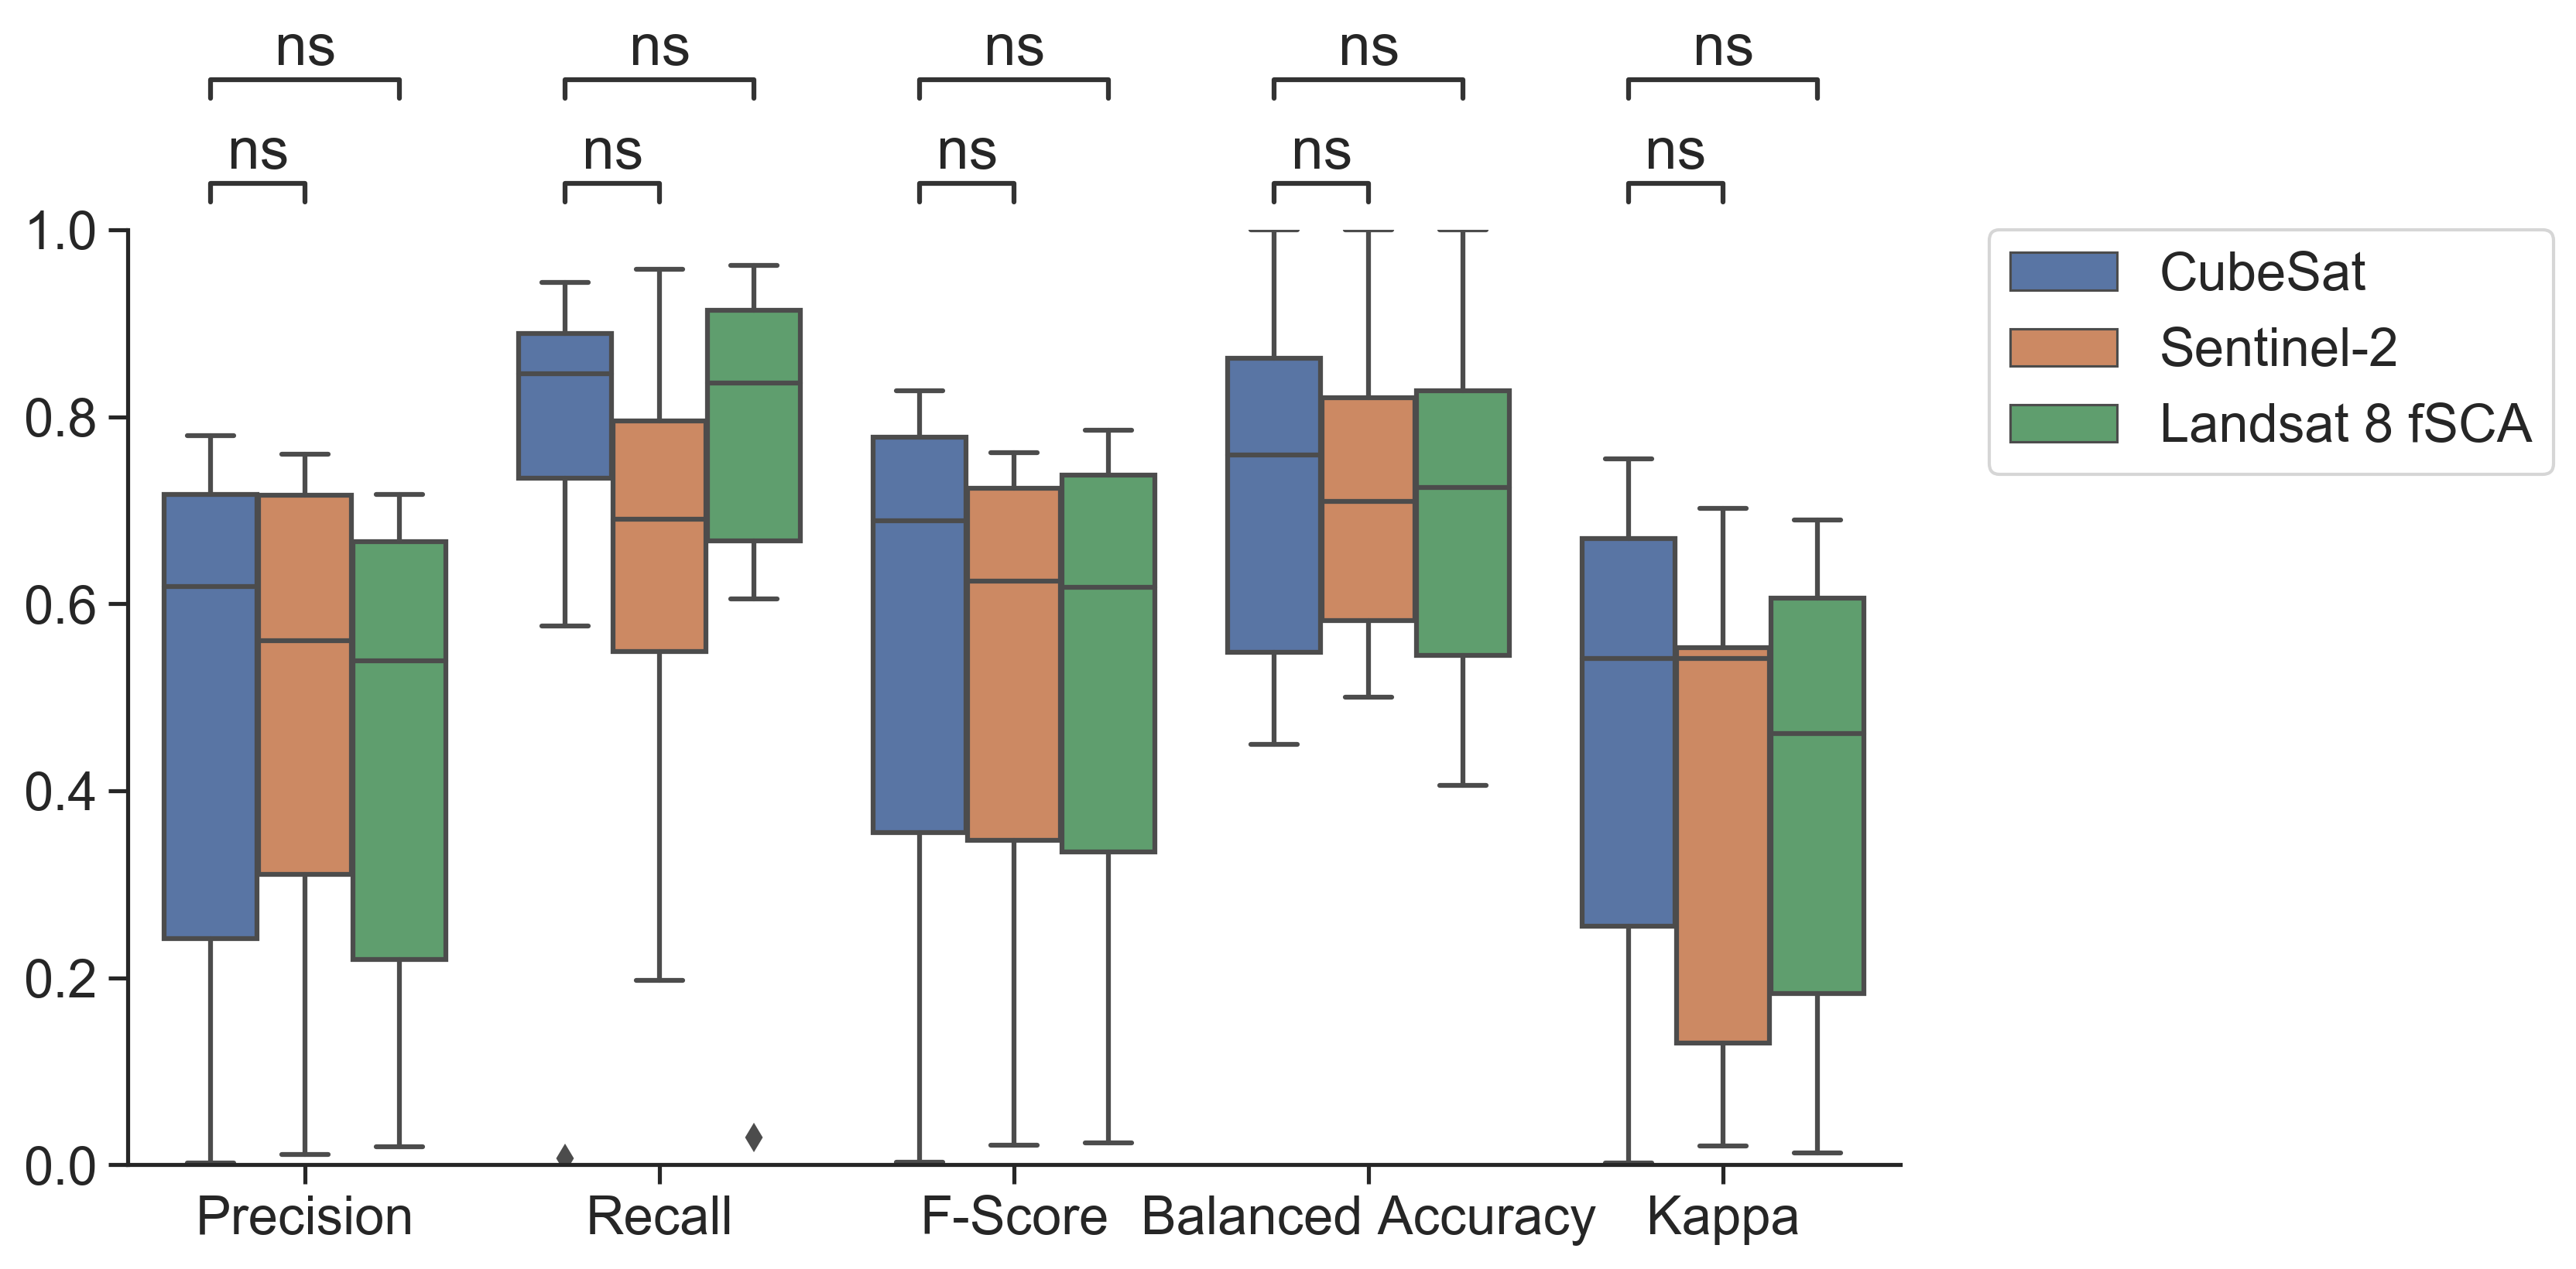 ns ns ns ns ns
ns ns ns ns ns
1.0
0.8
0.6
0.4
0.2
0.0
Precision Recall F-Score Balanced Accuracy Kappa
CubeSat
Sentinel-2
Landsat 8 fSCA